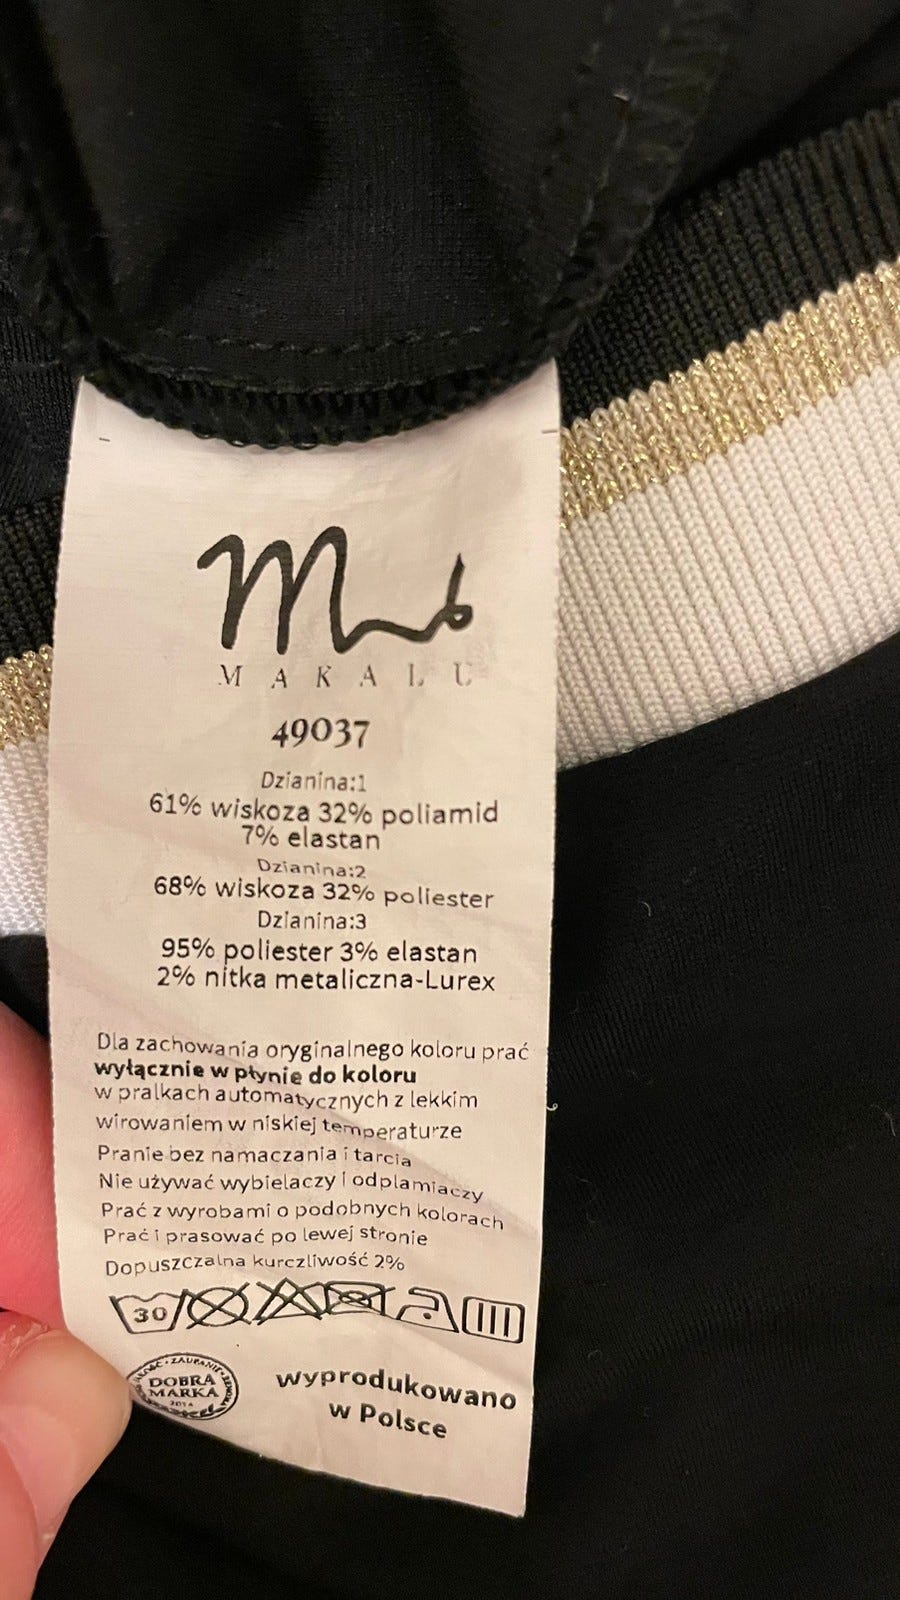 MAKALU
49037
Dzianina:1
61% wiskoza 32% poliamid
7% elastan
Dzianina:2
68% wiskoza 32% poliester
Dzianina:3
95% poliester 3% elastan
2% nitka metaliczna-Lurex
Dla zachowania oryginalnego koloru prać
wyłącznie w płynie do koloru
w pralkach automatycznych z lekkim
wirowaniem w niskiej temperaturze
Pranie bez namaczania i tarcia
Nie używać wybielaczy i odplamiaczy
Prać z wyrobami o podobnych kolorach
Prać i prasować po lewej stronie
Dopuszczalna kurczliwość 2%
30
ZAUFANIE
DOBRA
MARKA
2014
wyprodukowano
w Polsce